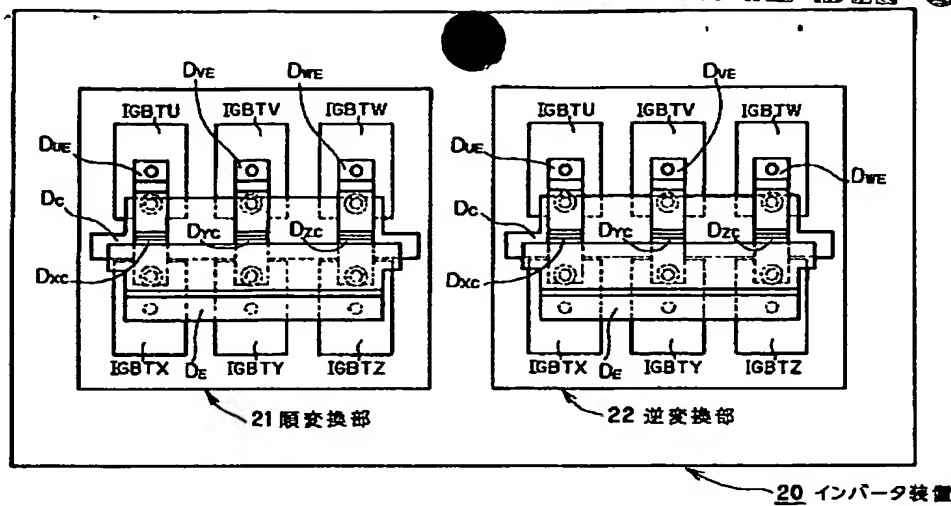 DVE DWE DVE
IGBTU IGBTV IGBTW IGBTU IGBTV IGBTW
DUE DUE DWE
DC DYC DZC DC DYC DZC
DXC DXC
IGBTX DE IGBTY IGBTZ IGBTX DE IGBTY IGBTZ
21 順変換部 22 逆変換部
20 インバータ装置